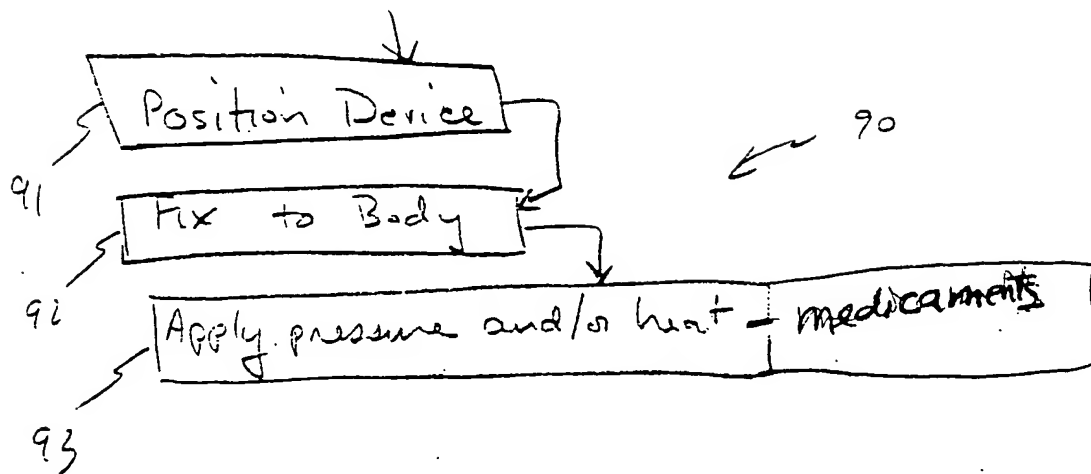 Position Device
90
91
Fix to Body
92
Apply pressure and/or heat - medicaments
93